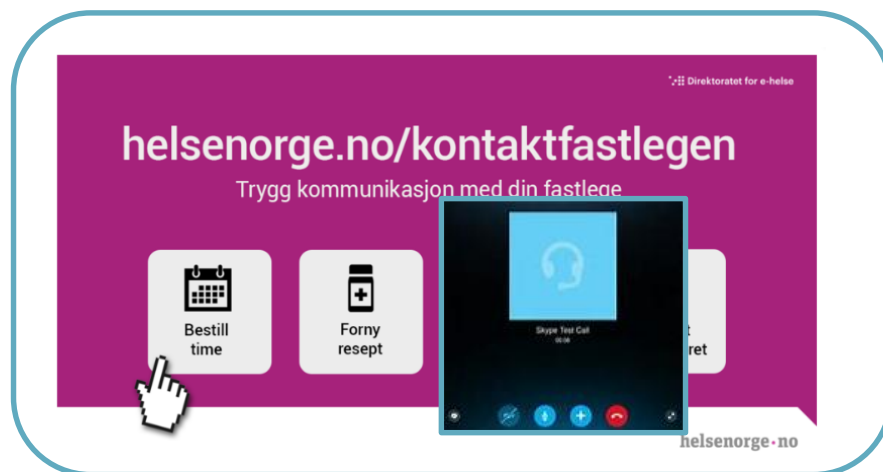 Direktoratet for e-helse
helsenorge.no/kontaktfastlegen
Trygg kommunikasjon med din fastlege
Bestill
time
Forny
resept
Skype Test Call
t
ret
helsenorge.no